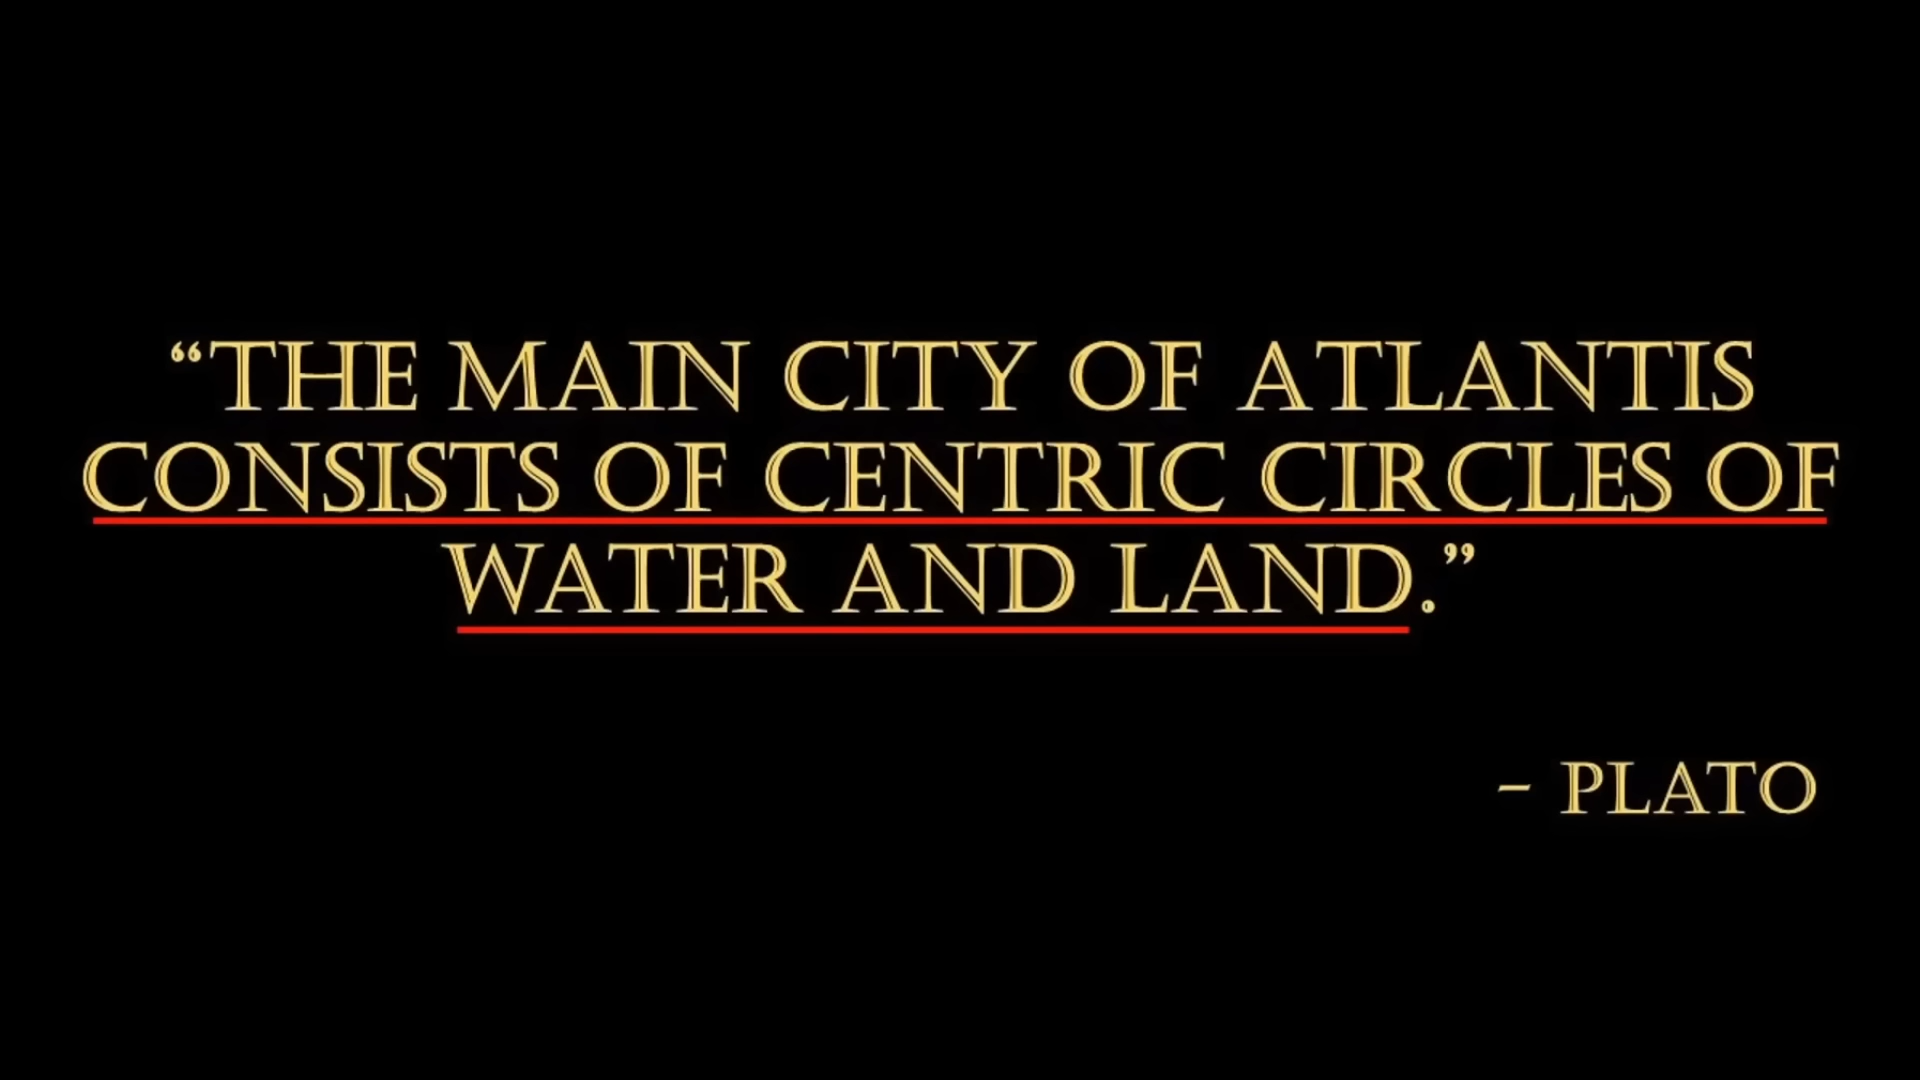 “THE MAIN CITY OF ATLANTIS
CONSISTS OF CENTRIC CIRCLES OF
WATER AND LAND.”
- PLATO